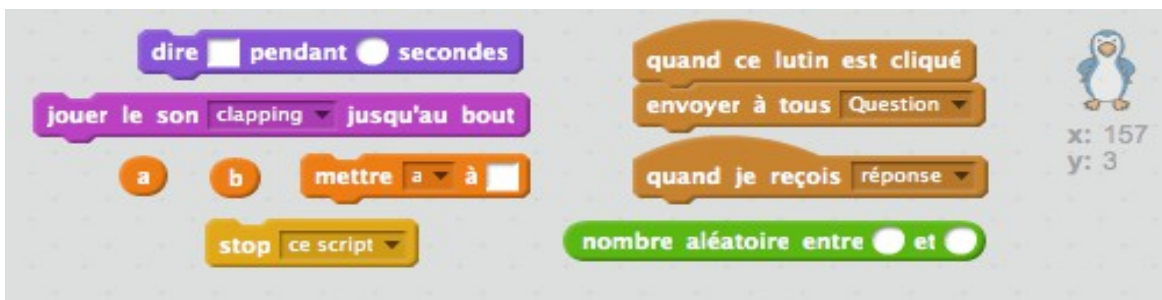 dire pendant secondes
jouer le son clapping jusqu'au bout
a b mettre a à
stop ce script
quand ce lutin est cliqué
envoyer à tous Question
quand je reçois réponse
nombre aléatoire entre et
x: 157
y: 3